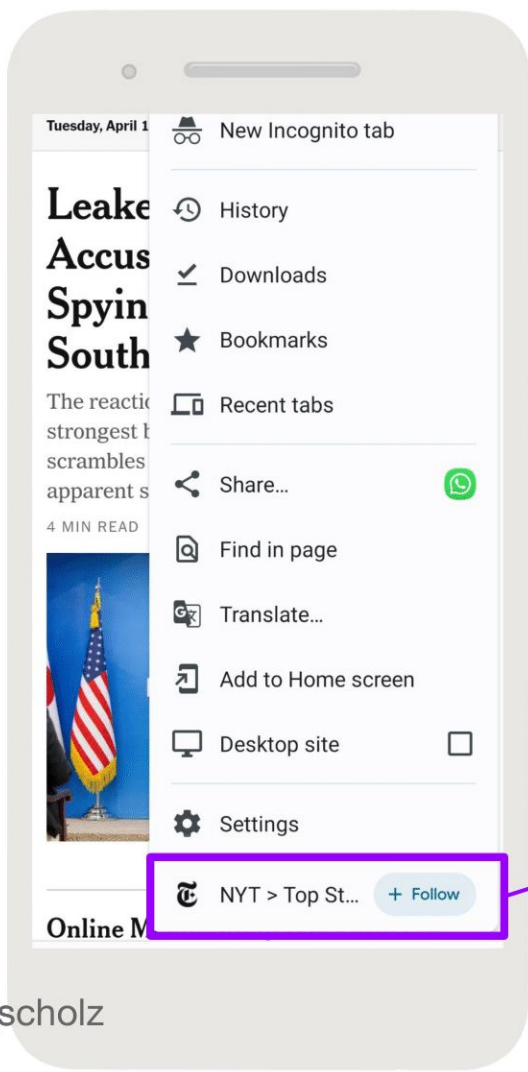 Tuesday, April 1
New Incognito tab
Leake
Accus
Spyin
South
History
Downloads
Bookmarks
Recent tabs
The reactio
strongest b
scrambles
apparent s
4 MIN READ
Share...
Find in page
Translate...
Add to Home screen
Desktop site
Settings
NYT > Top St... + Follow
Online M
scholz